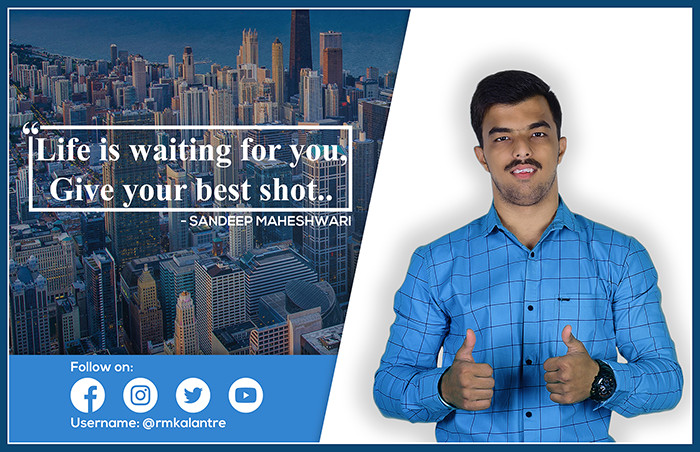 “Life is waiting for you,
Give your best shot..
- SANDEEP MAHESHWARI
Follow on:
Username: @rmkalantre